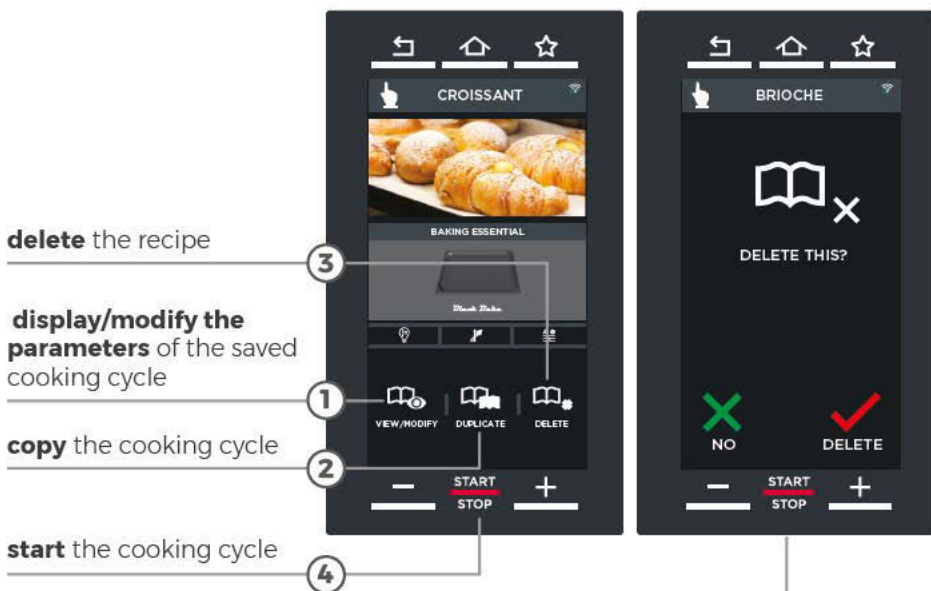 CROISSANT
BAKING ESSENTIAL
Black Bake
VIEW/MODIFY
DUPLICATE
DELETE
START
STOP
BRIOCHE
DELETE THIS?
NO
DELETE
START
STOP
delete the recipe
3
display/modify the
parameters of the saved
cooking cycle
1
copy the cooking cycle
2
start the cooking cycle
4